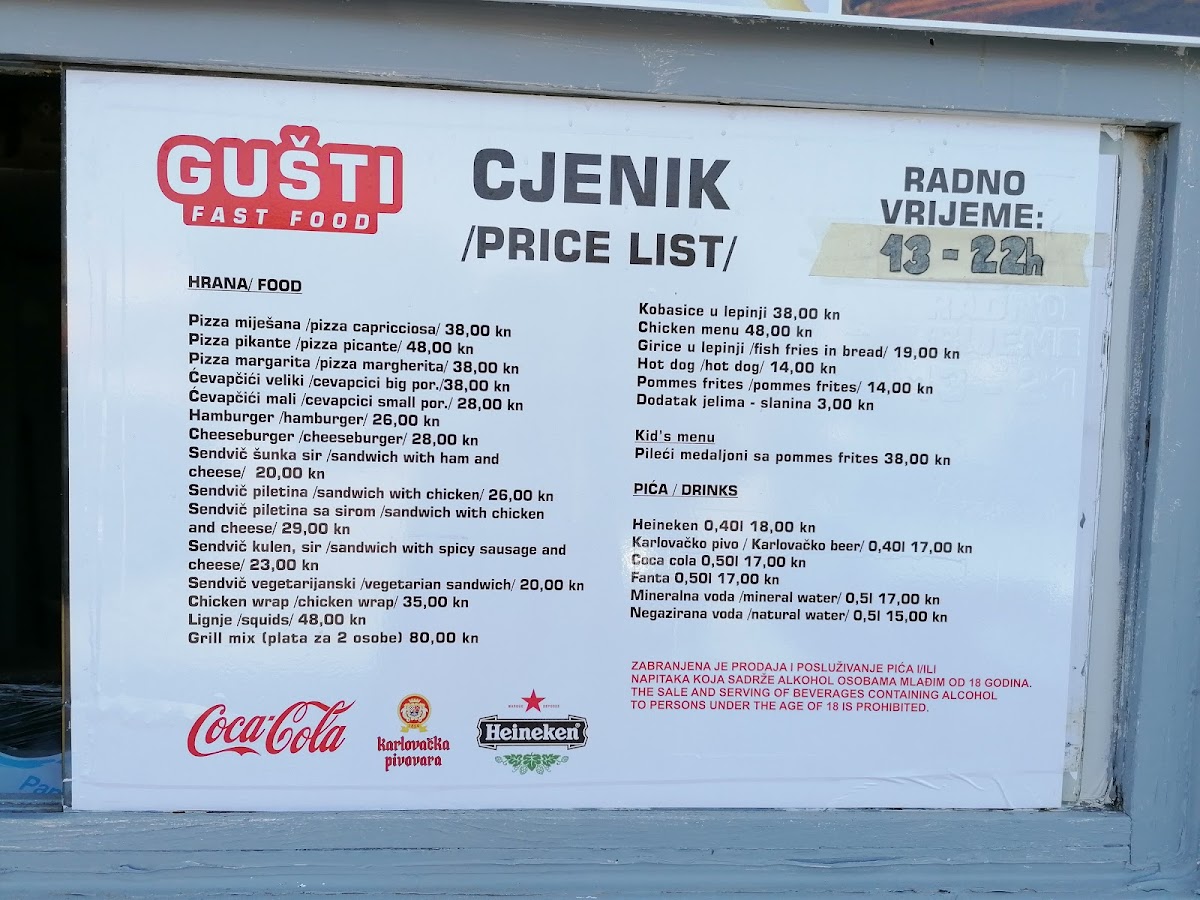 GUŠTI
FAST FOOD
CJENIK
/PRICE LIST/
RADNO
VRIJEME:
13 - 22h
HRANA/ FOOD
Pizza miješana /pizza capricciosa/ 38,00 kn
Pizza pikante /pizza picante/ 48,00 kn
Pizza margarita /pizza margherita/ 38,00 kn
Ćevapčići veliki /cevapcici big por./38,00 kn
Ćevapčići mali /cevapcici small por./ 28,00 kn
Hamburger /hamburger/ 26,00 kn
Cheeseburger /cheeseburger/ 28,00 kn
Sendvič šunka sir /sandwich with ham and
cheese/ 20,00 kn
Sendvič piletina /sandwich with chicken/ 26,00 kn
Sendvič piletina sa sirom /sandwich with chicken
and cheese/ 29,00 kn
Sendvič kulen, sir /sandwich with spicy sausage and
cheese/ 23,00 kn
Sendvič vegetarijanski /vegetarian sandwich/ 20,00 kn
Chicken wrap /chicken wrap/ 35,00 kn
Lignje /squids/ 48,00 kn
Grill mix (plata za 2 osobe) 80,00 kn
Kobasice u lepinji 38,00 kn
Chicken menu 48,00 kn
Girice u lepinji /fish fries in bread/ 19,00 kn
Hot dog /hot dog/ 14,00 kn
Pommes frites /pommes frites/ 14,00 kn
Dodatak jelima - slanina 3,00 kn
Kid's menu
Pileći medaljoni sa pommes frites 38,00 kn
PIĆA / DRINKS
Heineken 0,40l 18,00 kn
Karlovačko pivo / Karlovačko beer/ 0,40l 17,00 kn
Coca cola 0,50l 17,00 kn
Fanta 0,50l 17,00 kn
Mineralna voda /mineral water/ 0,5l 17,00 kn
Negazirana voda /natural water/ 0,5l 15,00 kn
ZABRANJENA JE PRODAJA I POSLUŽIVANJE PIĆA I/ILI
NAPITAKA KOJA SADRŽE ALKOHOL OSOBAMA MLAĐIM OD 18 GODINA.
THE SALE AND SERVING OF BEVERAGES CONTAINING ALCOHOL
TO PERSONS UNDER THE AGE OF 18 IS PROHIBITED.
Coca-Cola
Karlovačka
pivovara
Heineken